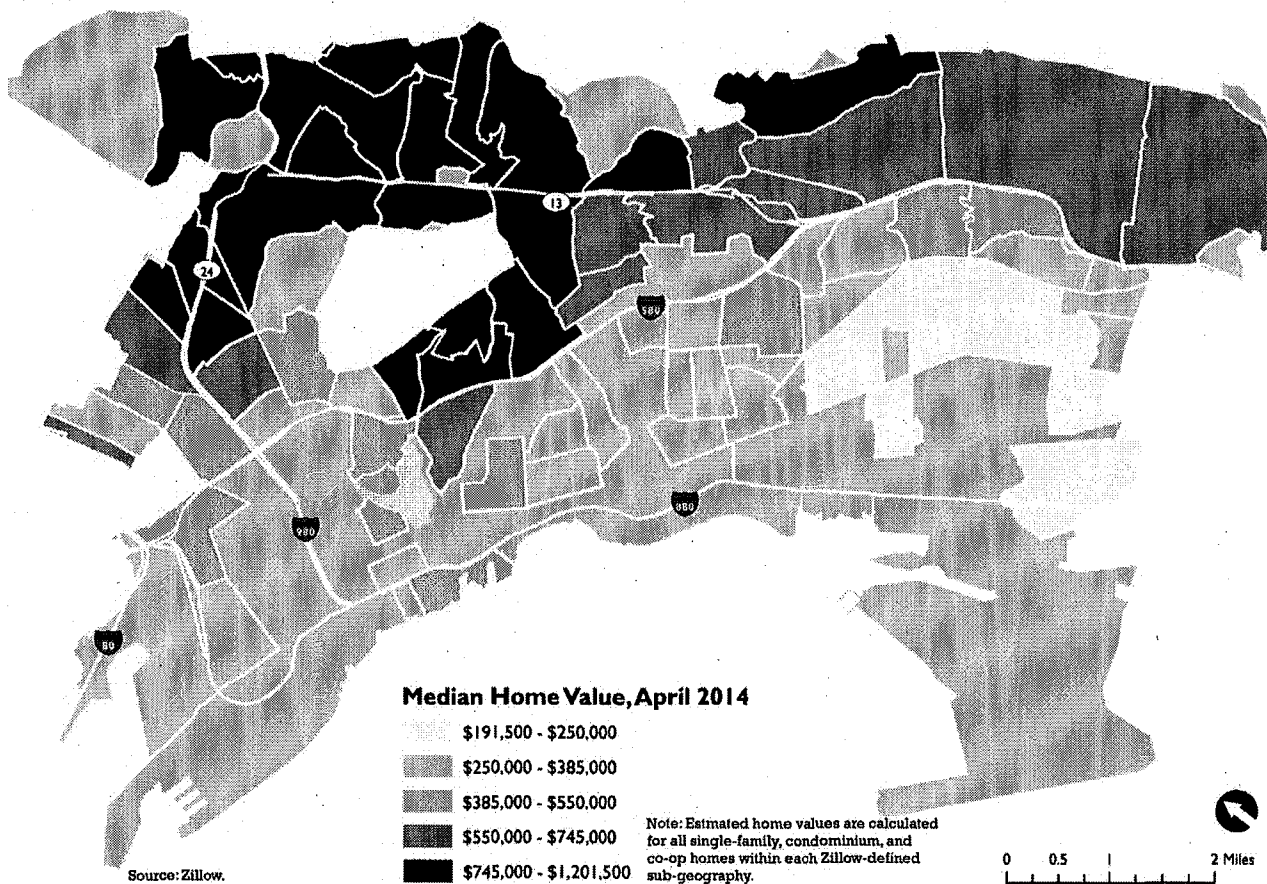 13
24
580
980
880
80
Median Home Value, April 2014
$191,500 - $250,000
$250,000 - $385,000
$385,000 - $550,000
$550,000 - $745,000
$745,000 - $1,201,500
Note: Estmated home values are calculated
for all single-family, condominium, and
co-op homes within each Zillow-defined
sub-geography.
Source: Zillow.
0 0.5 1 2 Miles